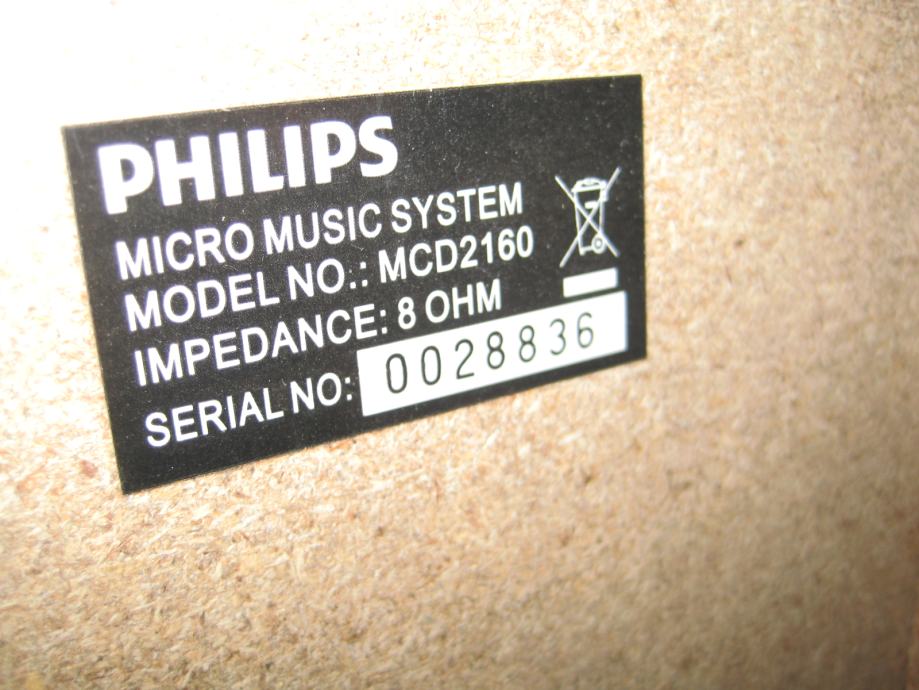 PHILIPS
MICRO MUSIC SYSTEM
MODEL NO.: MCD2160
IMPEDANCE: 8 OHM
SERIAL NO: 0028836